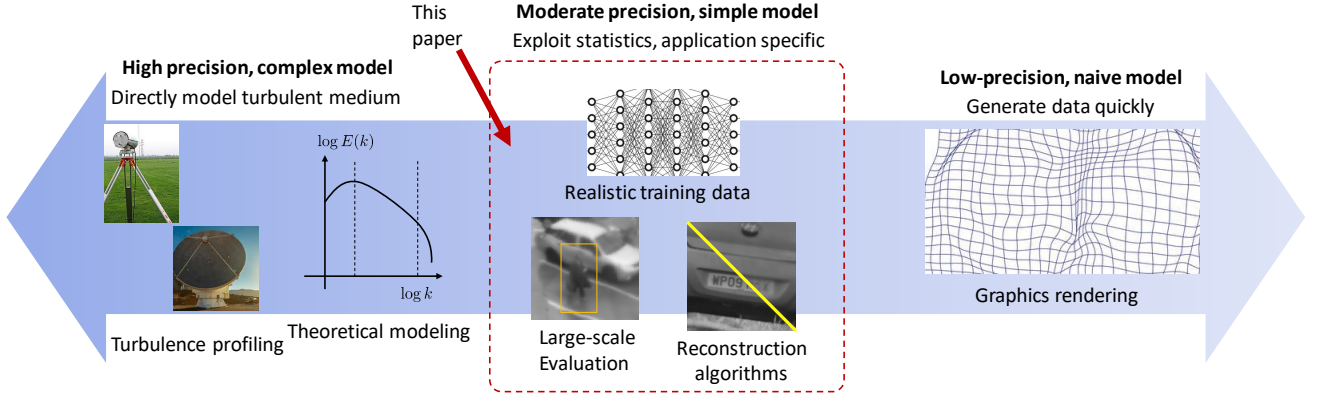 This
paper
Moderate precision, simple model
Exploit statistics, application specific
High precision, complex model
Directly model turbulent medium
Low-precision, naive model
Generate data quickly
log E(k)
log k
Turbulence profiling
Theoretical modeling
Realistic training data
Large-scale
Evaluation
WP09
Reconstruction
algorithms
Graphics rendering